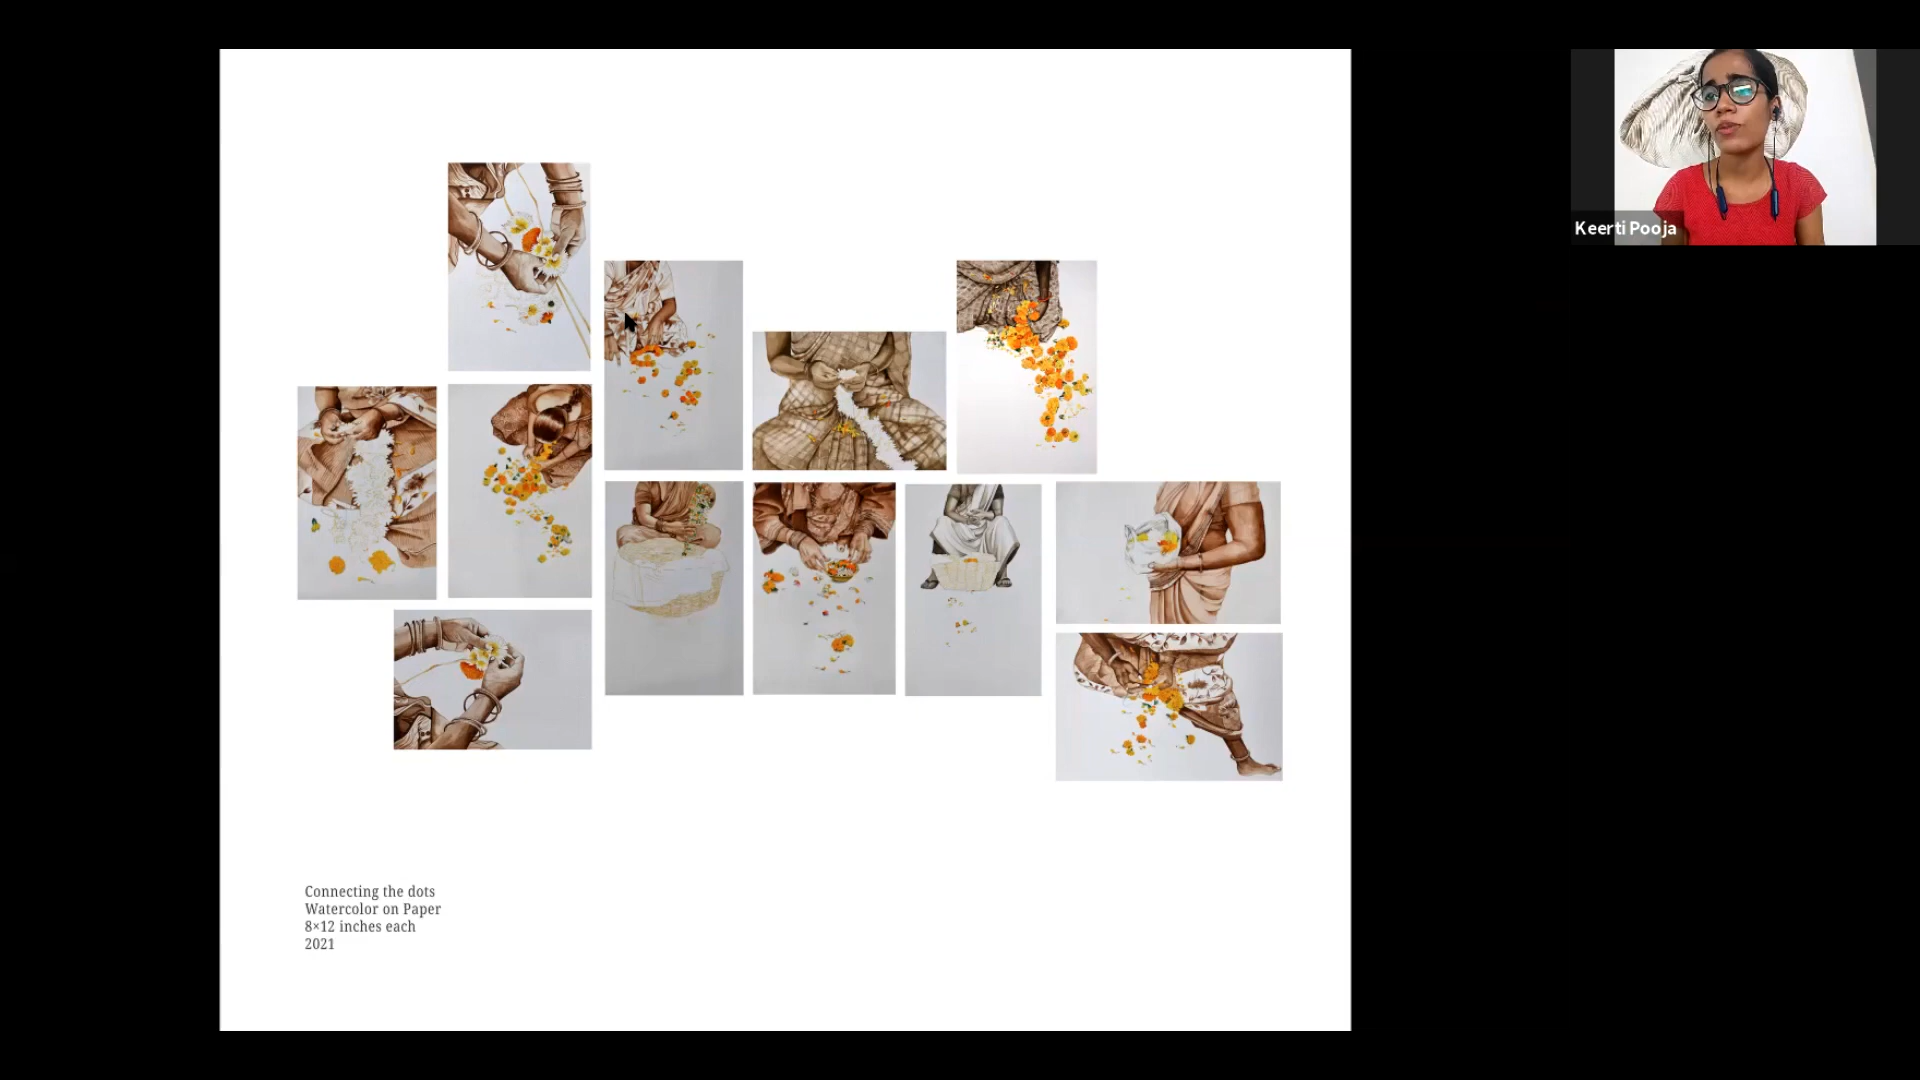 Keerti Pooja
Connecting the dots
Watercolor on Paper
8×12 inches each
2021